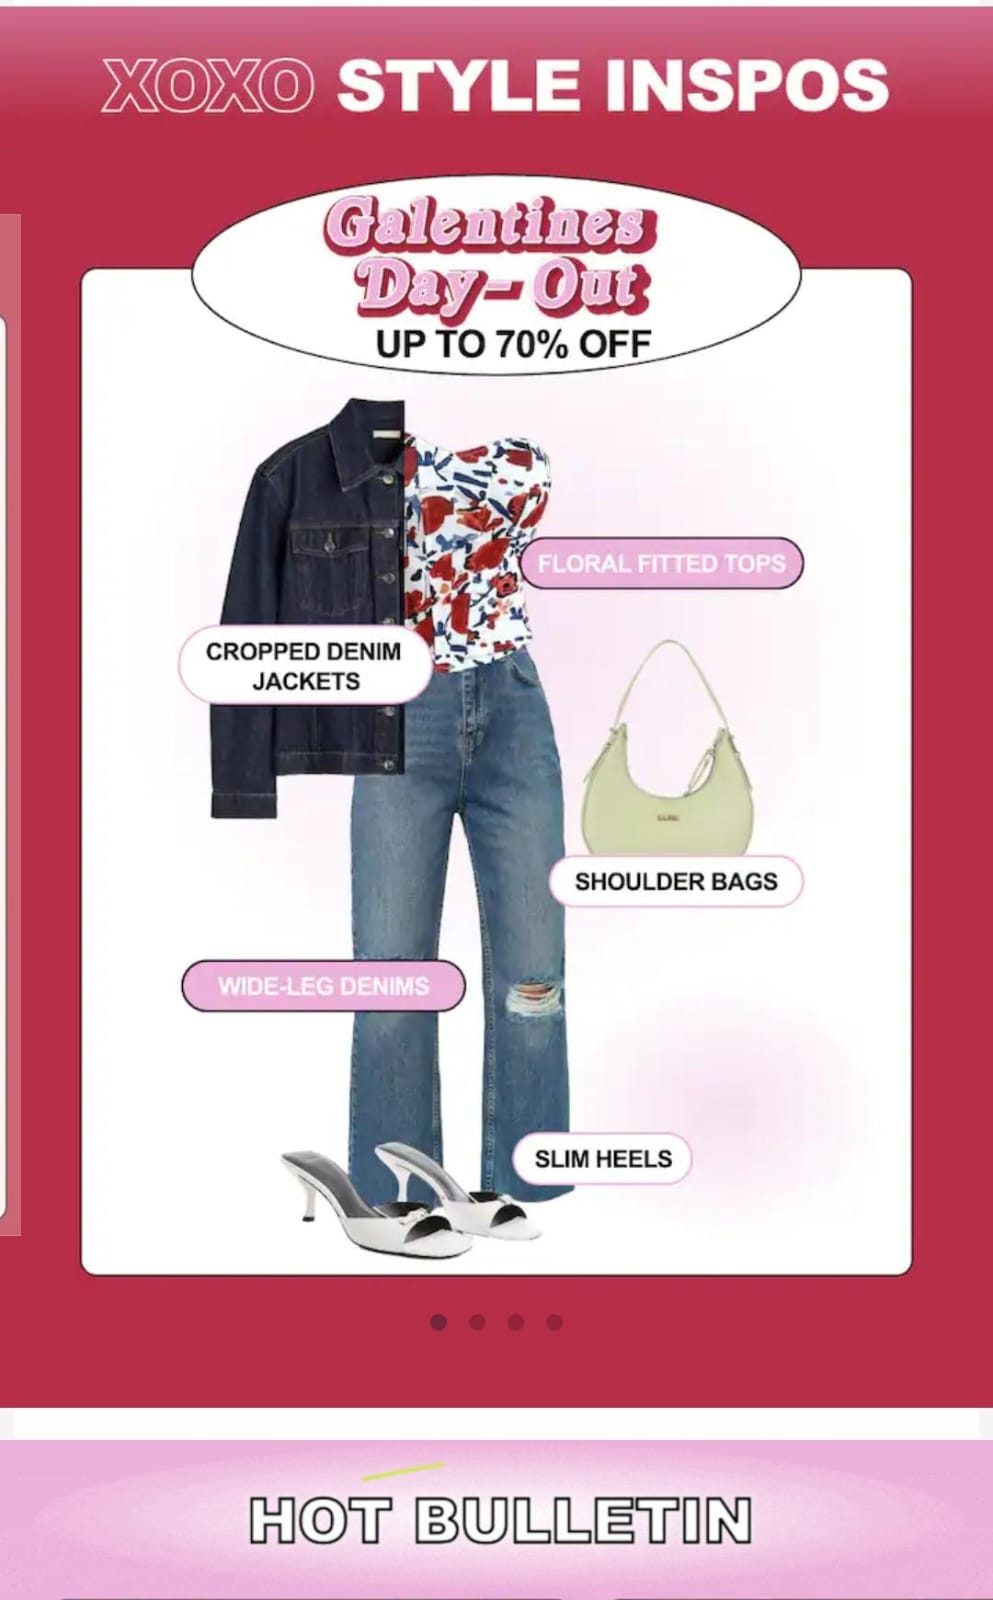 XOXO STYLE INSPOS
Galentines
Day-Out
UP TO 70% OFF
FLORAL FITTED TOPS
CROPPED DENIM
JACKETS
SHOULDER BAGS
WIDE-LEG DENIMS
SLIM HEELS
HOT BULLETIN